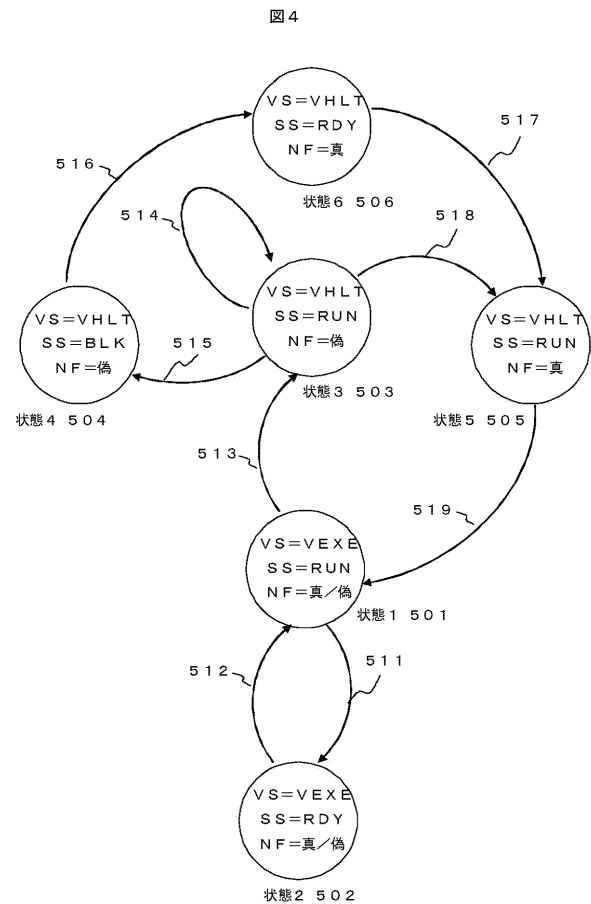 図4
VS=VHLT
SS=RDY
NF=真
状態6 506
517
516
514
518
VS=VHLT
SS=RUN
NF=偽
状態3 503
VS=VHLT
SS=BLK
NF=偽
状態4 504
515
VS=VHLT
SS=RUN
NF=真
状態5 505
513
519
VS=VEXE
SS=RUN
NF=真/偽
状態1 501
512
511
VS=VEXE
SS=RDY
NF=真/偽
状態2 502